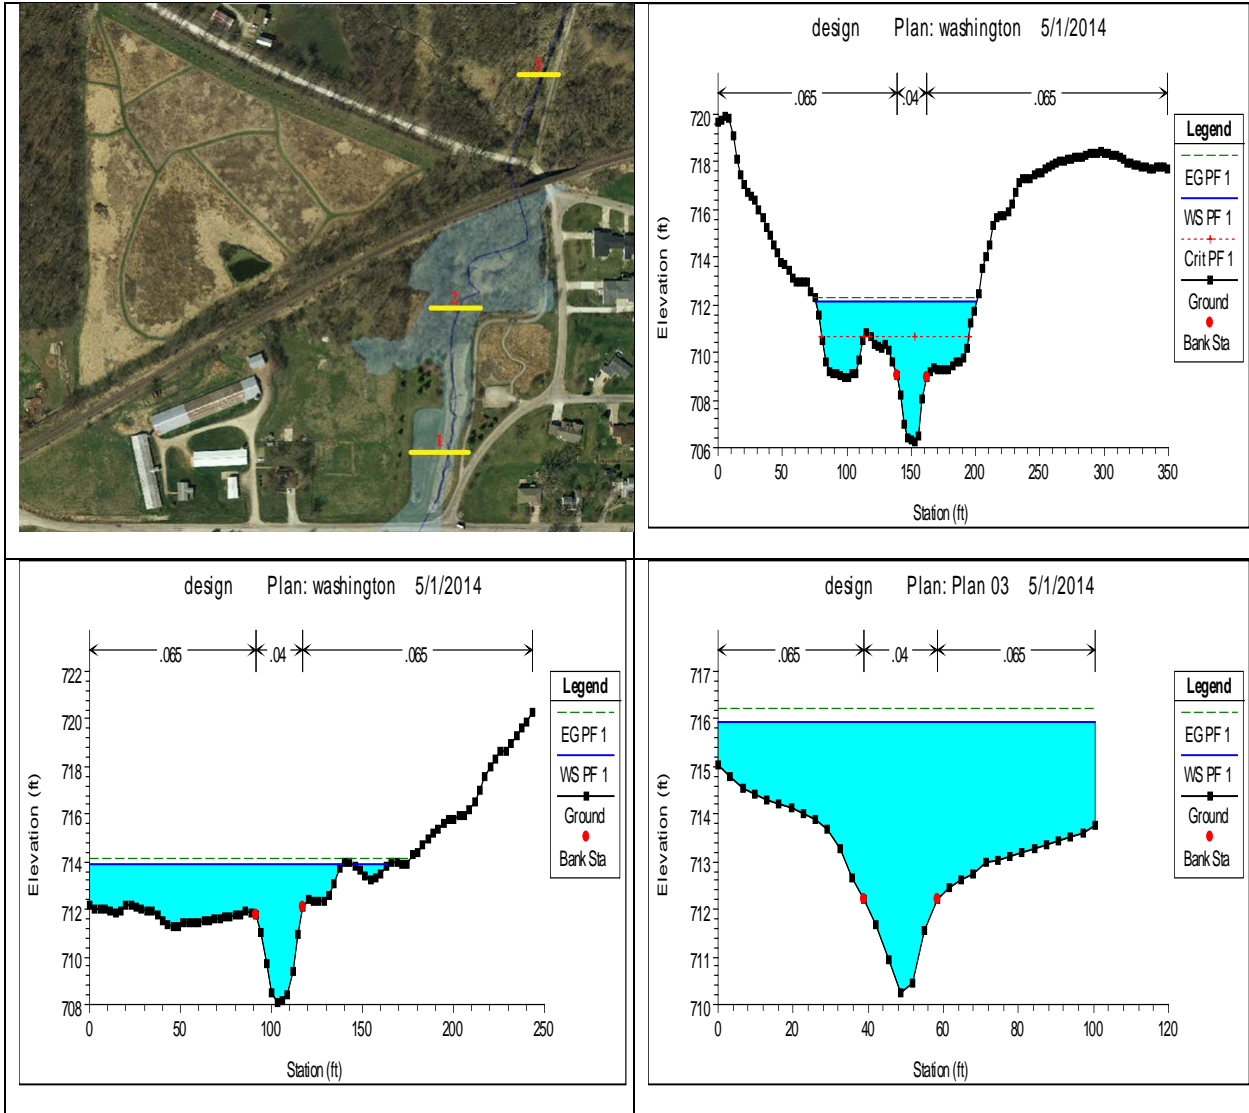 3
2
1
design Plan: washington 5/1/2014
.065 .04 .065
720
718
716
714
712
710
708
706
0 50 100 150 200 250 300 350
Elevation (ft)
Station (ft)
Legend
EG PF 1
WS PF 1
Crit PF 1
Ground
Bank Sta
design Plan: washington 5/1/2014
.065 .04 .065
722
720
718
716
714
712
710
708
0 50 100 150 200 250
Elevation (ft)
Station (ft)
Legend
EG PF 1
WS PF 1
Ground
Bank Sta
design Plan: Plan 03 5/1/2014
.065 .04 .065
717
716
715
714
713
712
711
710
0 20 40 60 80 100 120
Elevation (ft)
Station (ft)
Legend
EG PF 1
WS PF 1
Ground
Bank Sta